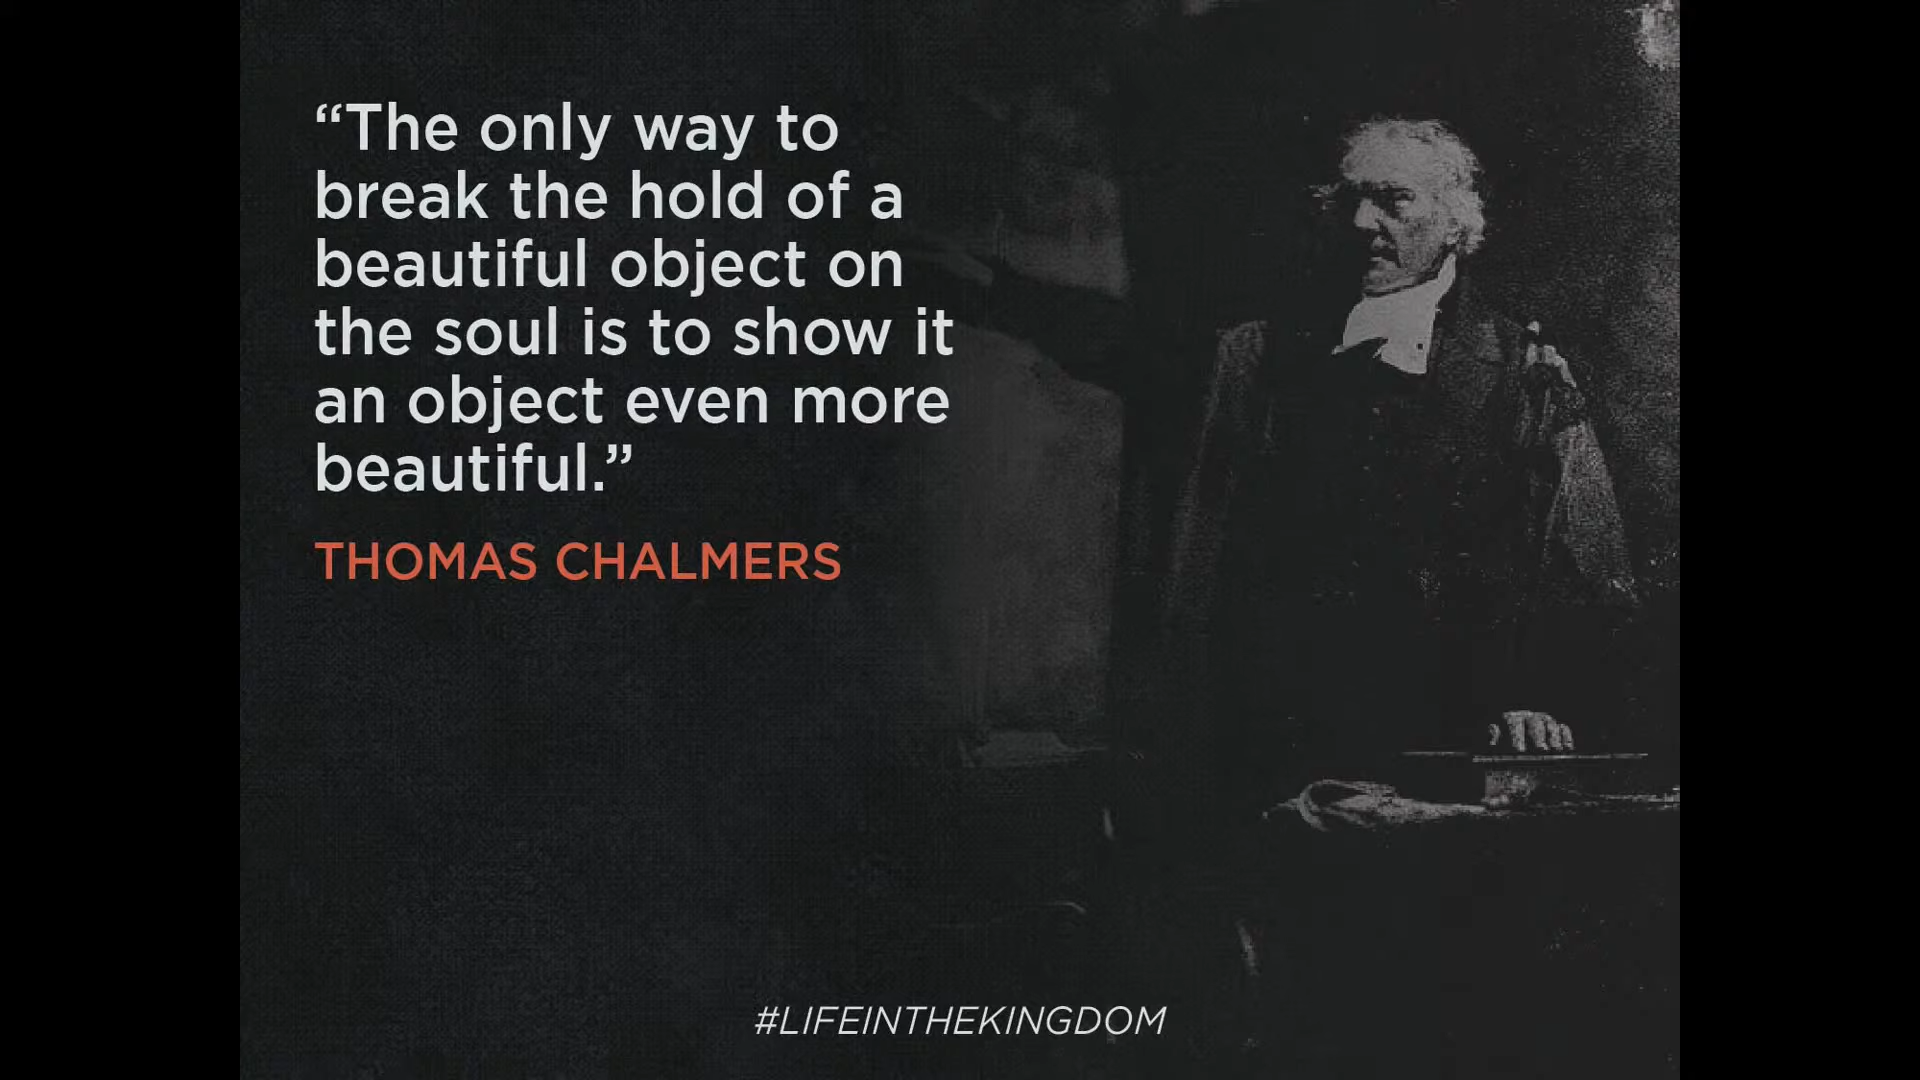 “The only way to
break the hold of a
beautiful object on
the soul is to show it
an object even more
beautiful.”
THOMAS CHALMERS
#LIFEINTHEKINGDOM